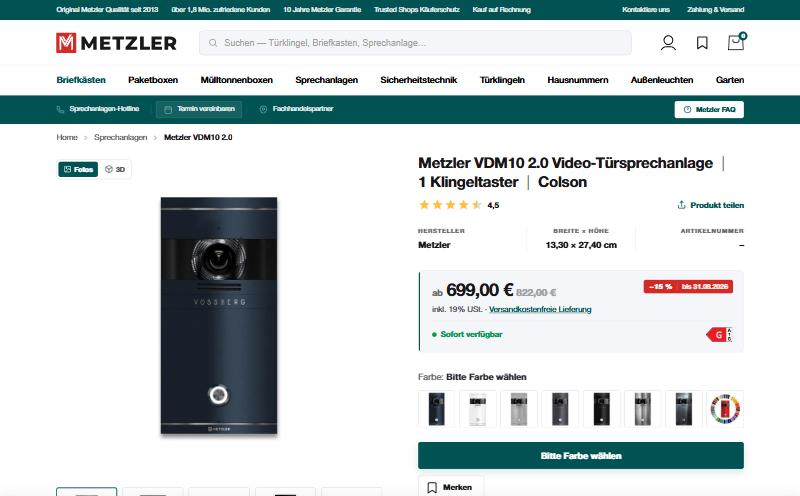 Original Metzler Qualität seit 2013 über 1,8 Mio. zufriedene Kunden 10 Jahre Metzler Garantie Trusted Shops Käuferschutz Kauf auf Rechnung Kontaktiere uns Zahlung & Versand
METZLER
Suchen — Türklingel, Briefkasten, Sprechanlage...
0
Briefkästen Paketboxen Mülltonnenboxen Sprechanlagen Sicherheitstechnik Türklingeln Hausnummern Außenleuchten Garten
Sprechanlagen-Hotline Termin vereinbaren Fachhandelspartner Metzler FAQ
Home > Sprechanlagen > Metzler VDM10 2.0
Fotos 3D
VOSSBERG
METZLER
Metzler VDM10 2.0 Video-Türsprechanlage |
1 Klingeltaster | Colson
4,5 Produkt teilen
HERSTELLER BREITE × HÖHE ARTIKELNUMMER
Metzler 13,30 × 27,40 cm –
ab 699,00 € 822,00 € –15 % bis 31.08.2026
inkl. 19% USt. · Versandkostenfreie Lieferung
Sofort verfügbar G
Farbe: Bitte Farbe wählen
Bitte Farbe wählen
Merken